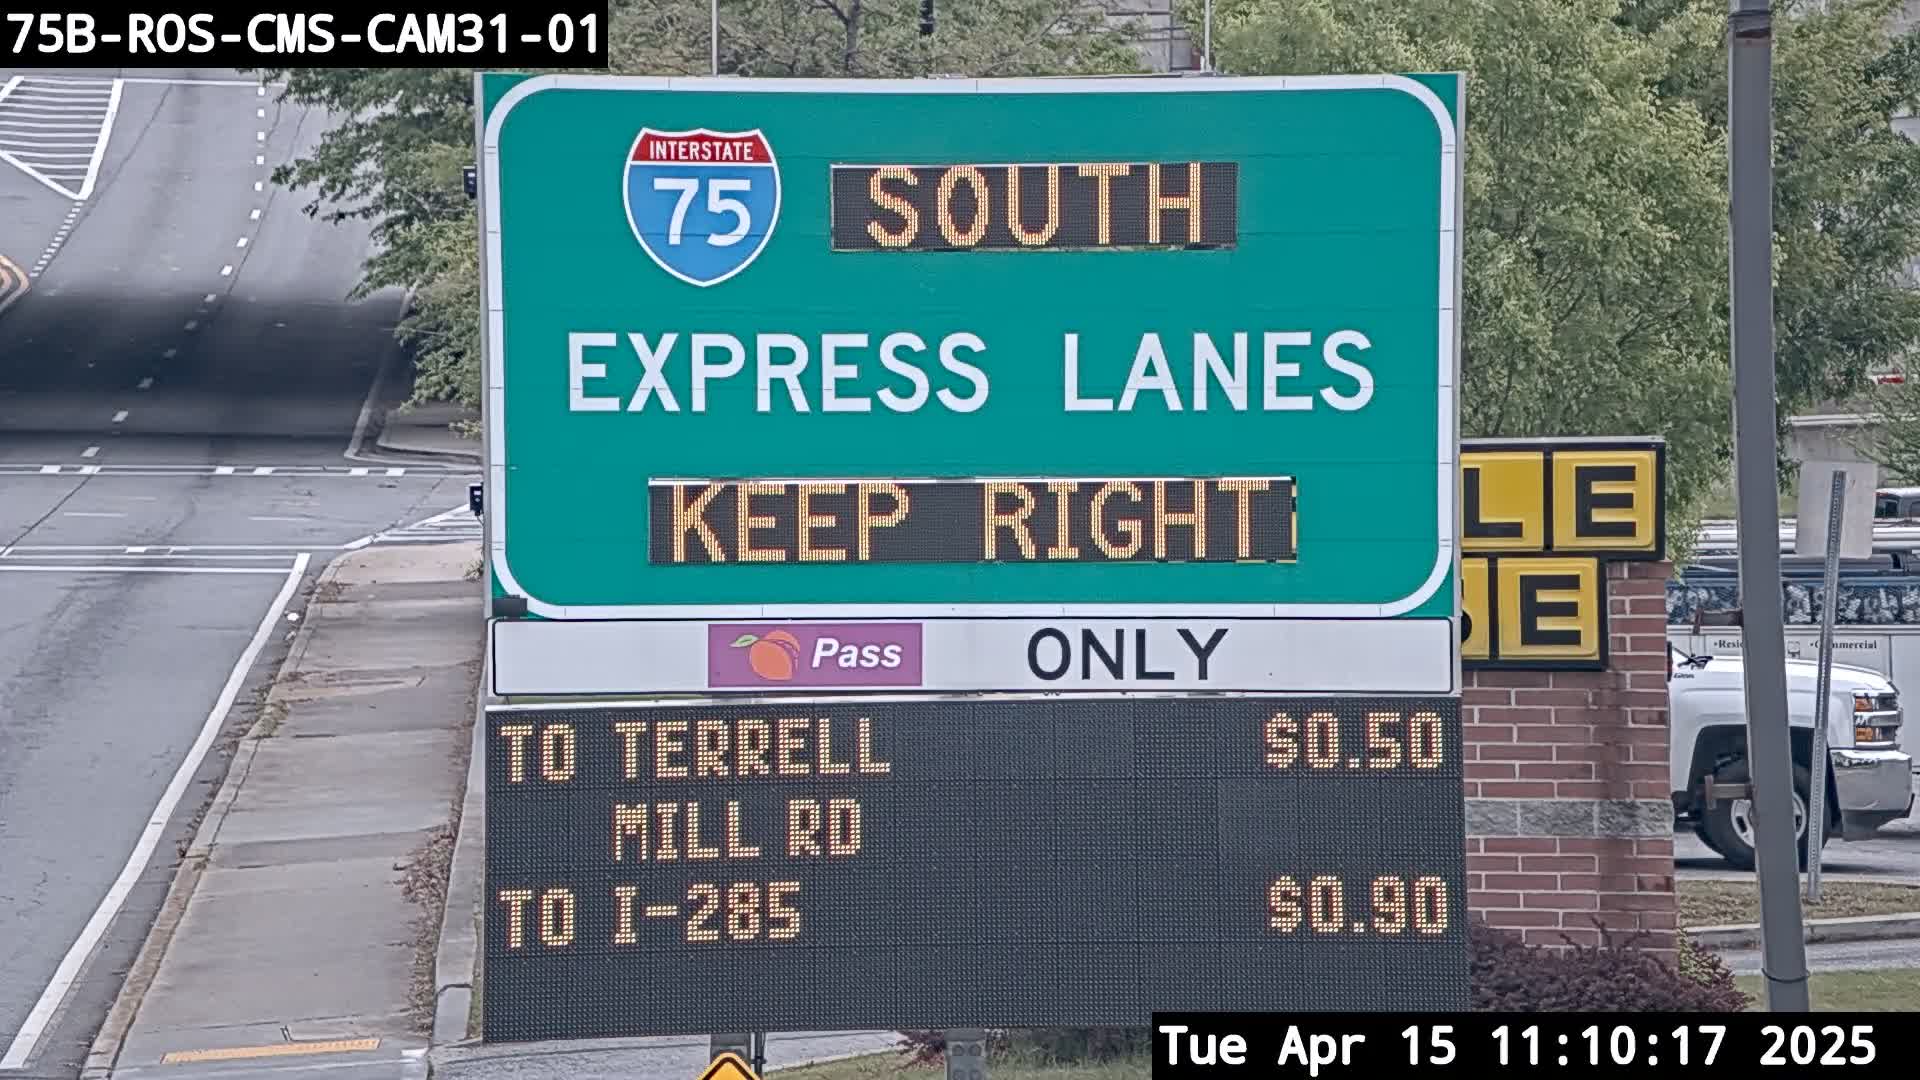 75B-ROS-CMS-CAM31-01
INTERSTATE
75
SOUTH
EXPRESS LANES
KEEP RIGHT
LE
E
Pass ONLY
TO TERRELL $0.50
MILL RD
TO I-285 $0.90
Tue Apr 15 11:10:17 2025